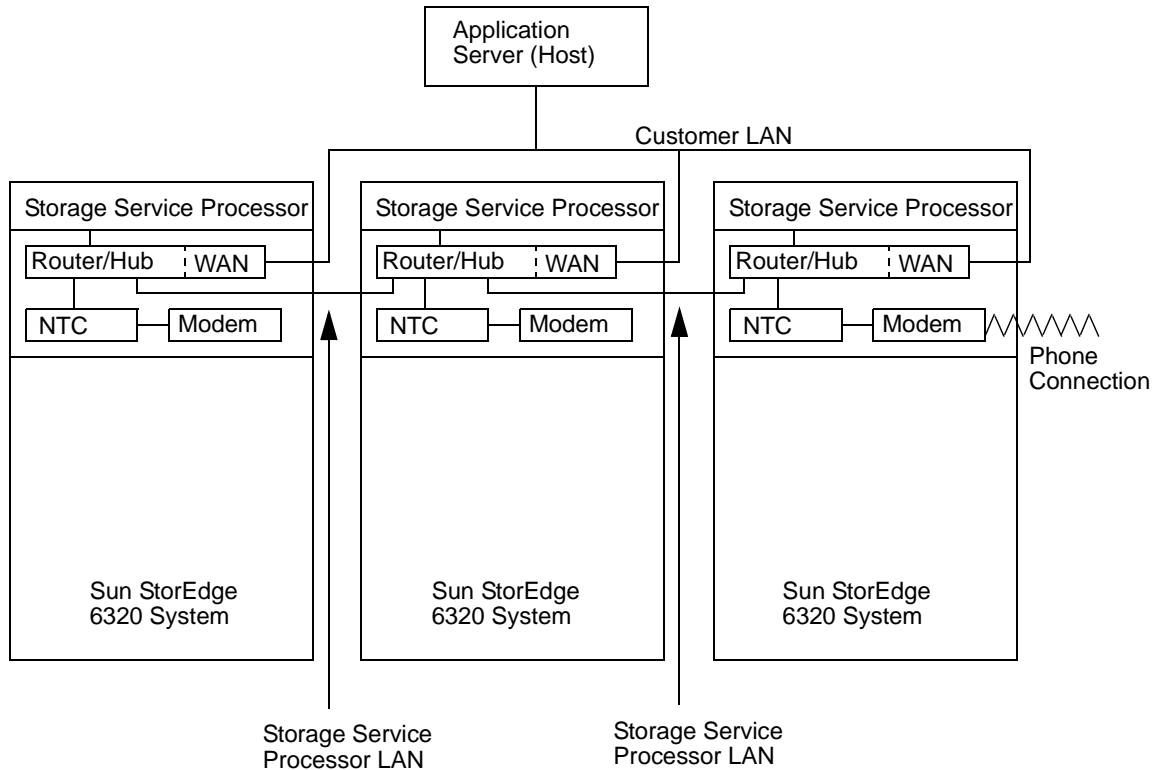 Application
Server (Host)
Customer LAN
Storage Service Processor
Storage Service Processor
Storage Service Processor
Router/Hub
WAN
Router/Hub
WAN
Router/Hub
WAN
NTC
Modem
NTC
Modem
NTC
Modem
Phone
Connection
Sun StorEdge
6320 System
Sun StorEdge
6320 System
Sun StorEdge
6320 System
Storage Service
Processor LAN
Storage Service
Processor LAN